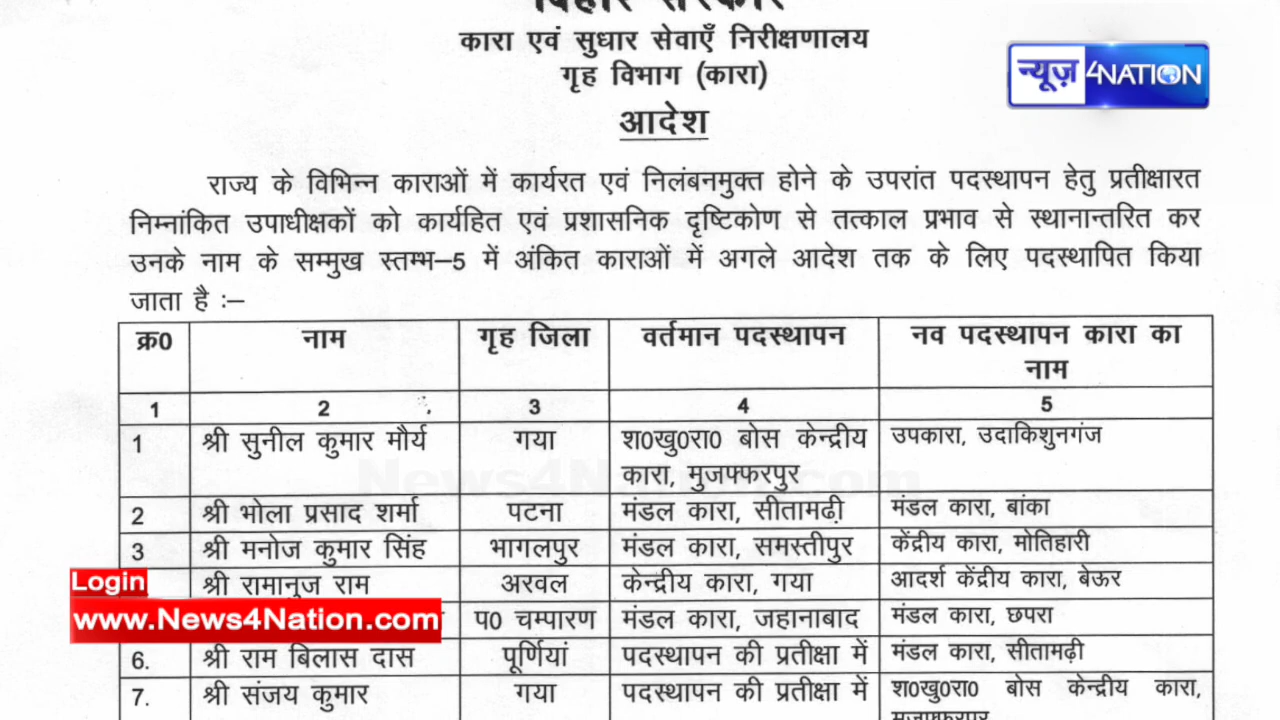 बिहार सरकार
कारा एवं सुधार सेवाएँ निरीक्षणालय
गृह विभाग (कारा)
न्यूज़ 4NATION
आदेश
राज्य के विभिन्न काराओं में कार्यरत एवं निलंबनमुक्त होने के उपरांत पदस्थापन हेतु प्रतीक्षारत
निम्नांकित उपाधीक्षकों को कार्यहित एवं प्रशासनिक दृष्टिकोण से तत्काल प्रभाव से स्थानान्तरित कर
उनके नाम के सम्मुख स्तम्भ–5 में अंकित काराओं में अगले आदेश तक के लिए पदस्थापित किया
जाता है :–
क्र0 नाम गृह जिला वर्तमान पदस्थापन नव पदस्थापन कारा का
नाम
1 2 3 4 5
1 श्री सुनील कुमार मौर्य गया श0खु0रा0 बोस केन्द्रीय उपकारा, उदाकिशुनगंज
कारा, मुजफ्फरपुर
News4Nation.com
2 श्री भोला प्रसाद शर्मा पटना मंडल कारा, सीतामढ़ी मंडल कारा, बांका
3 श्री मनोज कुमार सिंह भागलपुर मंडल कारा, समस्तीपुर केंद्रीय कारा, मोतिहारी
Login श्री रामानुज राम अरवल केन्द्रीय कारा, गया आदर्श केंद्रीय कारा, बेऊर
www.News4Nation.com प0 चम्पारण मंडल कारा, जहानाबाद मंडल कारा, छपरा
6. श्री राम बिलास दास पूर्णियां पदस्थापन की प्रतीक्षा में मंडल कारा, सीतामढ़ी
7. श्री संजय कुमार गया पदस्थापन की प्रतीक्षा में श0खु0रा0 बोस केन्द्रीय कारा,
मुजफ्फरपुर